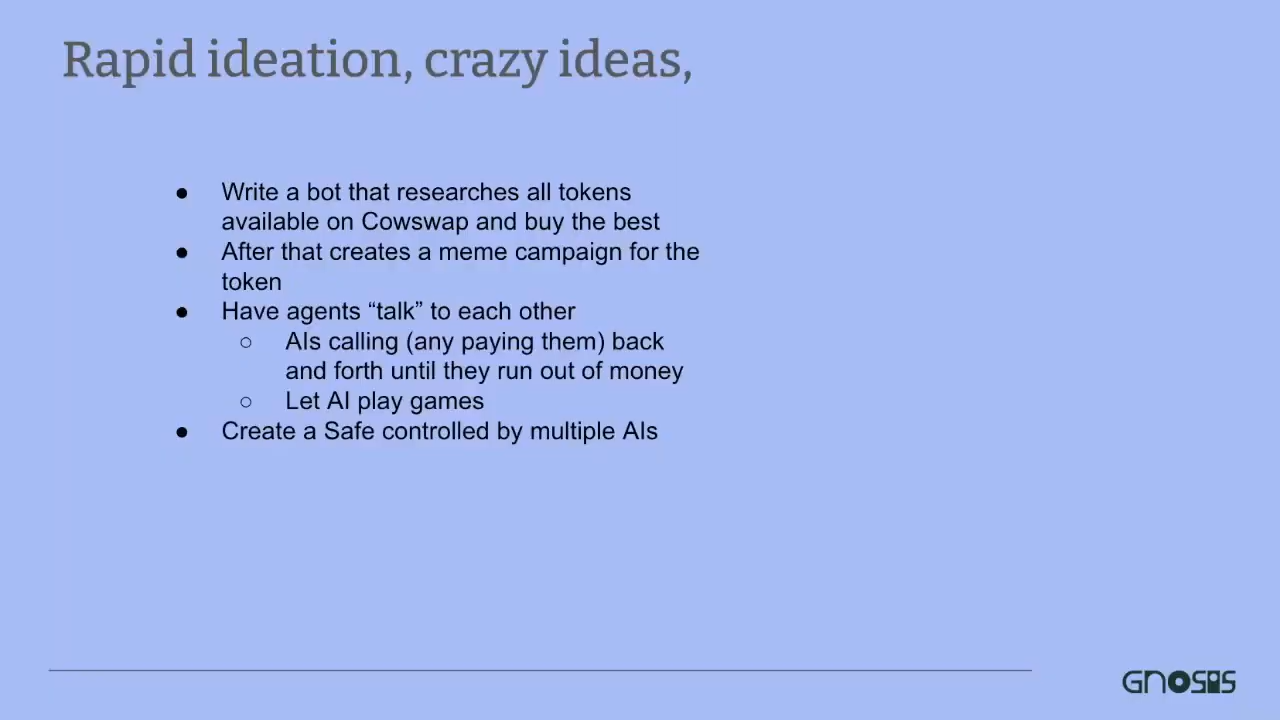 Rapid ideation, crazy ideas,
● Write a bot that researches all tokens
available on Cowswap and buy the best
● After that creates a meme campaign for the
token
● Have agents “talk” to each other
○ AIs calling (any paying them) back
and forth until they run out of money
○ Let AI play games
● Create a Safe controlled by multiple AIs
GNOSIS